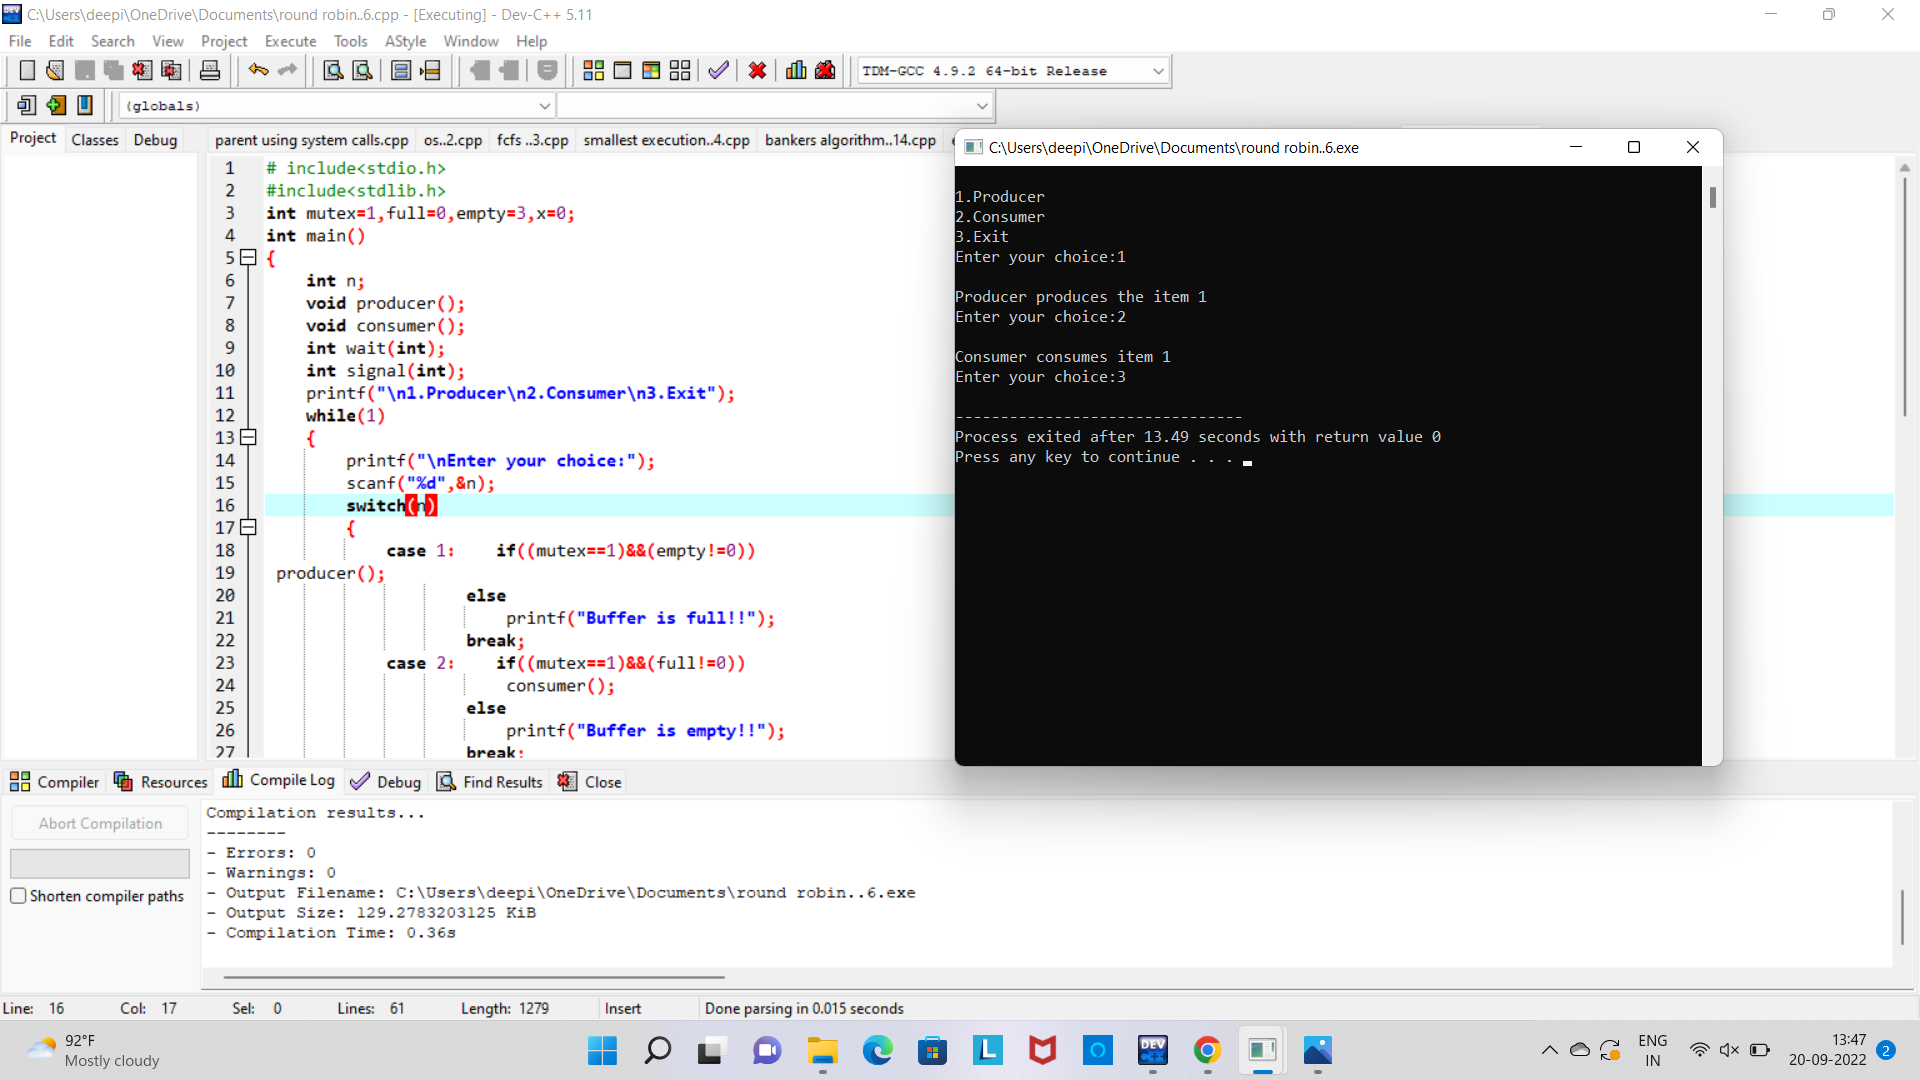 C:\Users\deepi\OneDrive\Documents\round robin..6.cpp - [Executing] - Dev-C++ 5.11
File Edit Search View Project Execute Tools AStyle Window Help
TDM-GCC 4.9.2 64-bit Release
(globals)
Project Classes Debug
parent using system calls.cpp os..2.cpp fcfs ..3.cpp smallest execution..4.cpp bankers algorithm..14.cpp
1 # include<stdio.h>
2 #include<stdlib.h>
3 int mutex=1,full=0,empty=3,x=0;
4 int main()
5 {
6 int n;
7 void producer();
8 void consumer();
9 int wait(int);
10 int signal(int);
11 printf("\n1.Producer\n2.Consumer\n3.Exit");
12 while(1)
13 {
14 printf("\nEnter your choice:");
15 scanf("%d",&n);
16 switch(n)
17 {
18 case 1: if((mutex==1)&&(empty!=0))
19 producer();
20 else
21 printf("Buffer is full!!");
22 break;
23 case 2: if((mutex==1)&&(full!=0))
24 consumer();
25 else
26 printf("Buffer is empty!!");
27 break;
C:\Users\deepi\OneDrive\Documents\round robin..6.exe
1.Producer
2.Consumer
3.Exit
Enter your choice:1
Producer produces the item 1
Enter your choice:2
Consumer consumes item 1
Enter your choice:3
--------------------------------
Process exited after 13.49 seconds with return value 0
Press any key to continue . . .
Compiler Resources Compile Log Debug Find Results Close
Abort Compilation
Shorten compiler paths
Compilation results...
--------
- Errors: 0
- Warnings: 0
- Output Filename: C:\Users\deepi\OneDrive\Documents\round robin..6.exe
- Output Size: 129.2783203125 KiB
- Compilation Time: 0.36s
Line: 16 Col: 17 Sel: 0 Lines: 61 Length: 1279 Insert Done parsing in 0.015 seconds
92°F
Mostly cloudy
DEV
L
ENG
IN
13:47
20-09-2022
2